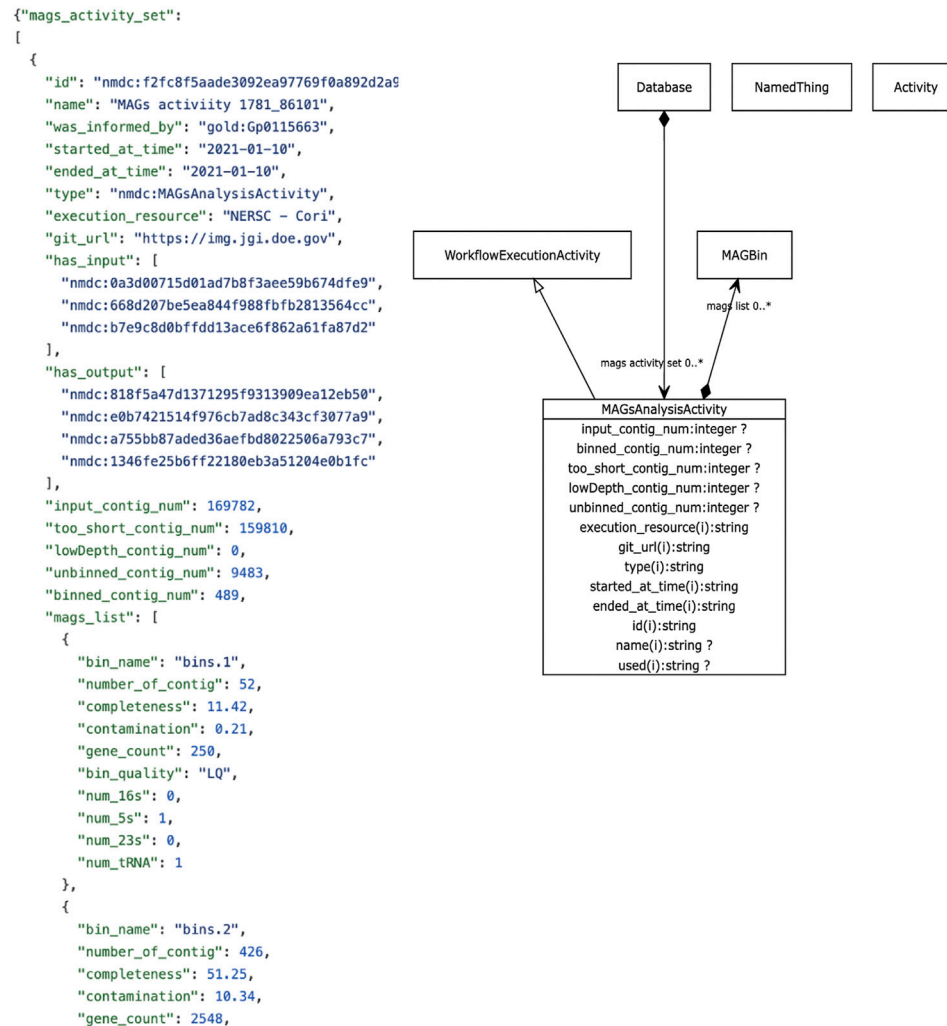 {"mags_activity_set":
[
{
"id": "nmdc:f2fc8f5aade3092ea97769f0a892d2a9
"name": "MAGs activiity 1781_86101",
"was_informed_by": "gold:Gp0115663",
"started_at_time": "2021-01-10",
"ended_at_time": "2021-01-10",
"type": "nmdc:MAGsAnalysisActivity",
"execution_resource": "NERSC – Cori",
"git_url": "https://img.jgi.doe.gov",
"has_input": [
"nmdc:0a3d00715d01ad7b8f3aee59b674dfe9",
"nmdc:668d207be5ea844f988fbfb2813564cc",
"nmdc:b7e9c8d0bffdd13ace6f862a61fa87d2"
],
"has_output": [
"nmdc:818f5a47d1371295f9313909ea12eb50",
"nmdc:e0b7421514f976cb7ad8c343cf3077a9",
"nmdc:a755bb87aded36aefbd8022506a793c7",
"nmdc:1346fe25b6ff22180eb3a51204e0b1fc"
],
"input_contig_num": 169782,
"too_short_contig_num": 159810,
"lowDepth_contig_num": 0,
"unbinned_contig_num": 9483,
"binned_contig_num": 489,
"mags_list": [
{
"bin_name": "bins.1",
"number_of_contig": 52,
"completeness": 11.42,
"contamination": 0.21,
"gene_count": 250,
"bin_quality": "LQ",
"num_16s": 0,
"num_5s": 1,
"num_23s": 0,
"num_tRNA": 1
},
{
"bin_name": "bins.2",
"number_of_contig": 426,
"completeness": 51.25,
"contamination": 10.34,
"gene_count": 2548,
Database
NamedThing
Activity
WorkflowExecutionActivity
MAGBin
mags list 0..*
mags activity set 0..*
MAGsAnalysisActivity
input_contig_num:integer ?
binned_contig_num:integer ?
too_short_contig_num:integer ?
lowDepth_contig_num:integer ?
unbinned_contig_num:integer ?
execution_resource(i):string
git_url(i):string
type(i):string
started_at_time(i):string
ended_at_time(i):string
id(i):string
name(i):string ?
used(i):string ?